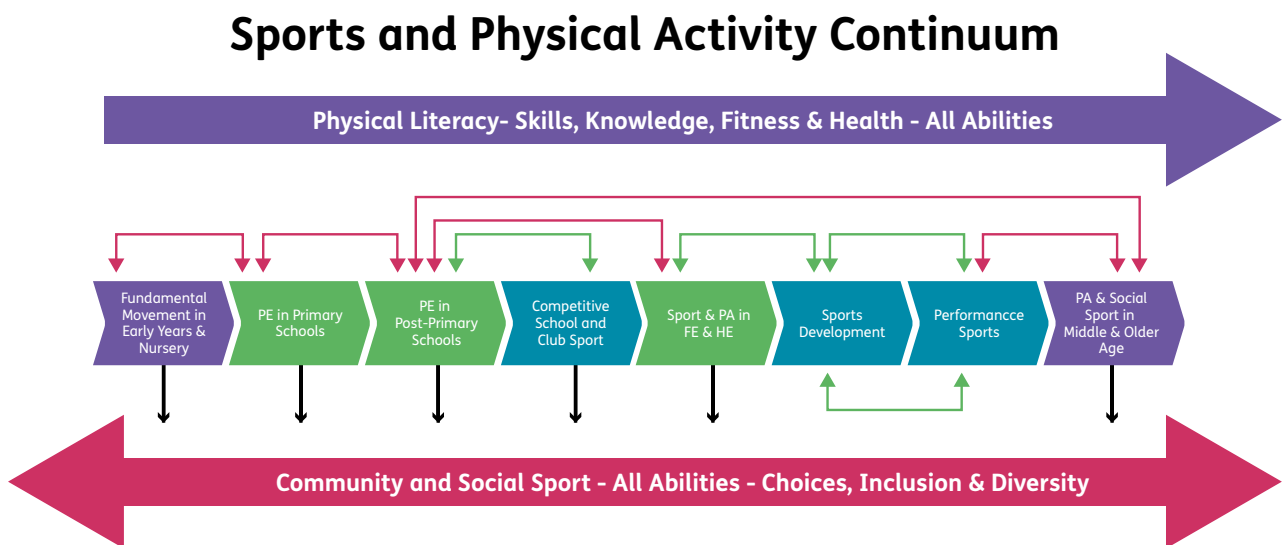 Sports and Physical Activity Continuum
Physical Literacy- Skills, Knowledge, Fitness & Health - All Abilities
Fundamental
Movement in
Early Years &
Nursery
PE in Primary
Schools
PE in
Post-Primary
Schools
Competitive
School and
Club Sport
Sport & PA in
FE & HE
Sports
Development
Performancce
Sports
PA & Social
Sport in
Middle & Older
Age
Community and Social Sport - All Abilities - Choices, Inclusion & Diversity